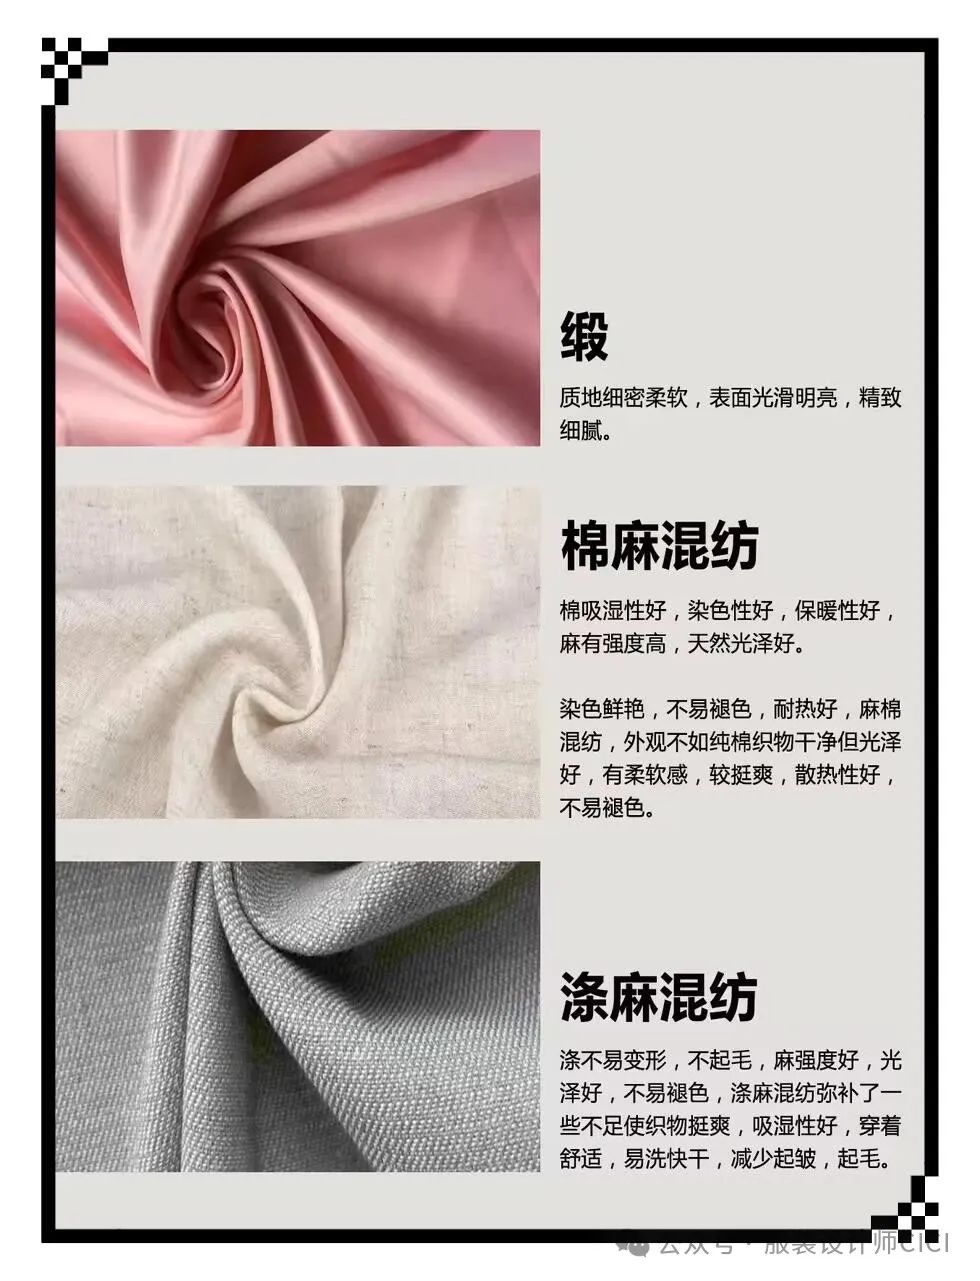 缎
质地细密柔软，表面光滑明亮，精致
细腻。
棉麻混纺
棉吸湿性好，染色性好，保暖性好，
麻有强度高，天然光泽好。
染色鲜艳，不易褪色，耐热好，麻棉
混纺，外观不如纯棉织物干净但光泽
好，有柔软感，较挺爽，散热性好，
不易褪色。
涤麻混纺
涤不易变形，不起毛，麻强度好，光
泽好，不易褪色，涤麻混纺弥补了一
些不足使织物挺爽，吸湿性好，穿着
舒适，易洗快干，减少起皱，起毛。
公众号·服装设计师CICI